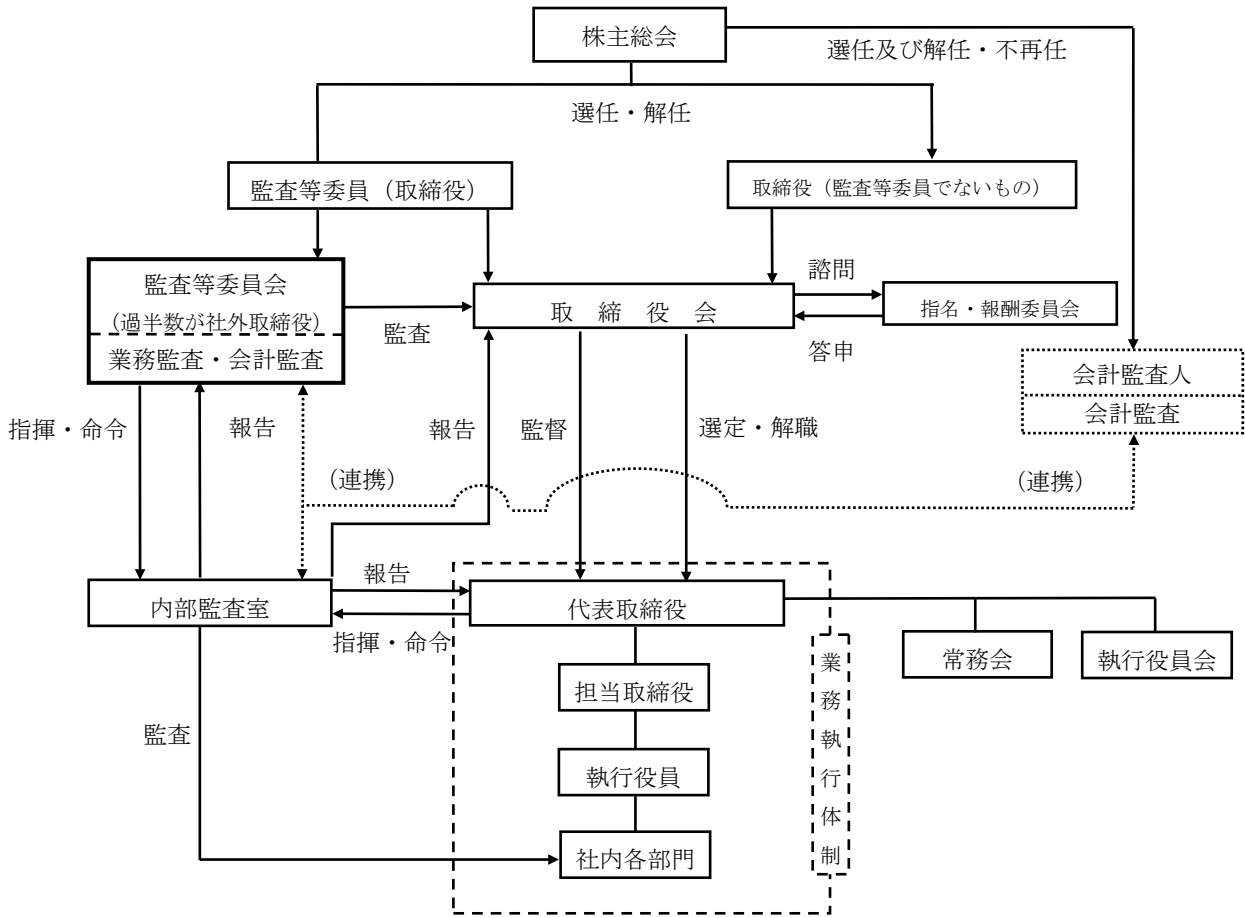 株主総会
選任及び解任・不再任
選任・解任
監査等委員（取締役）
取締役（監査等委員でないもの）
監査等委員会
(過半数が社外取締役)
業務監査・会計監査
監査
取締役会
諮問
答申
指名・報酬委員会
会計監査人
会計監査
指揮・命令
報告
報告
監督
選定・解職
(連携)
(連携)
内部監査室
報告
指揮・命令
代表取締役
常務会
執行役員会
担当取締役
執行役員
社内各部門
監査
業務執行体制